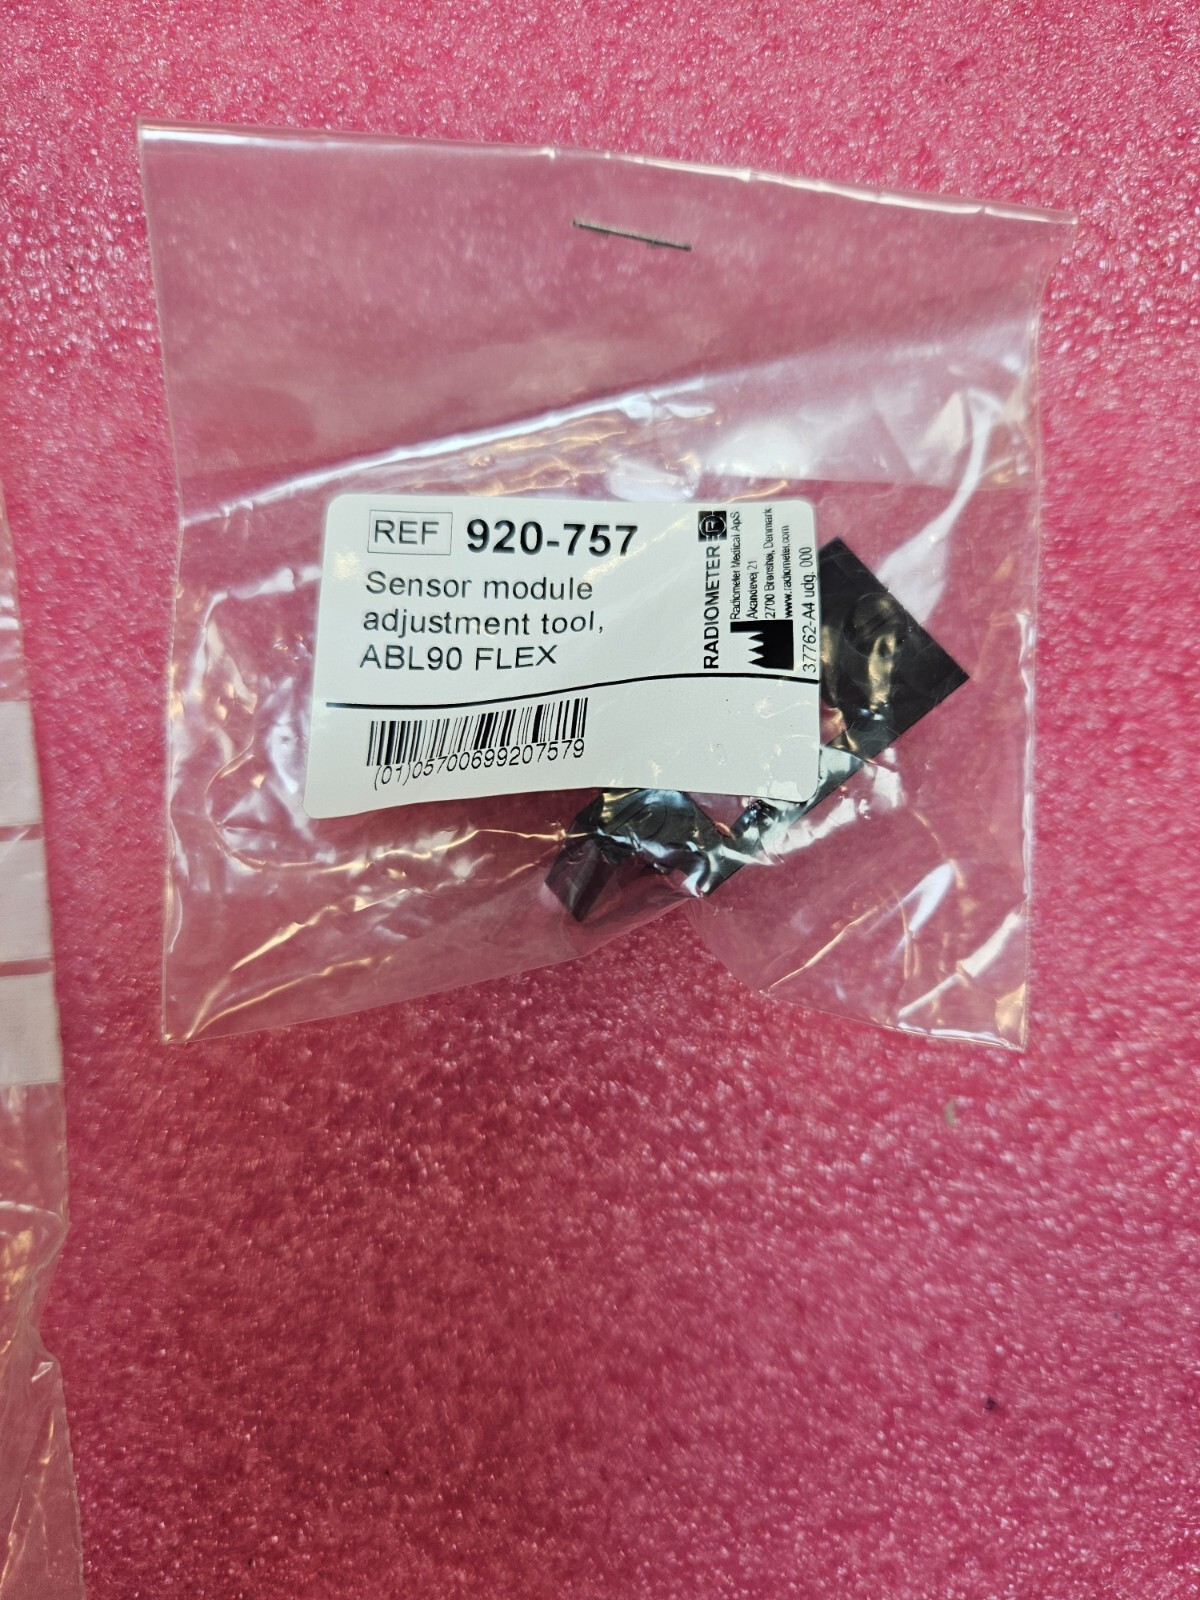 REF 920-757
Sensor module
adjustment tool,
ABL90 FLEX
(01)05700699207579
RADIOMETER R
Radiometer Medical ApS
Åkandevej 21
2700 Brønshøj, Denmark
www.radiometer.com
37762-A4 udg. 000